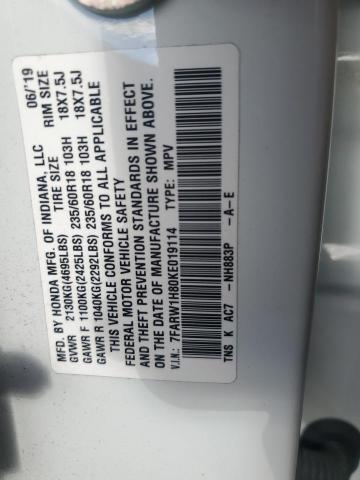 MFD. BY HONDA MFG. OF INDIANA, LLC 06/'19
TIRE SIZE RIM SIZE
GVWR 2130KG(4695LBS)
GAWR F 1100KG(2425LBS) 235/60R18 103H 18X7.5J
GAWR R 1040KG(2292LBS) 235/60R18 103H 18X7.5J
THIS VEHICLE CONFORMS TO ALL APPLICABLE
FEDERAL MOTOR VEHICLE SAFETY
AND THEFT PREVENTION STANDARDS IN EFFECT
ON THE DATE OF MANUFACTURE SHOWN ABOVE.
V.I.N.: 7FARW1H80KE019114 TYPE: MPV
TNS K AC7 -NH883P -A-E